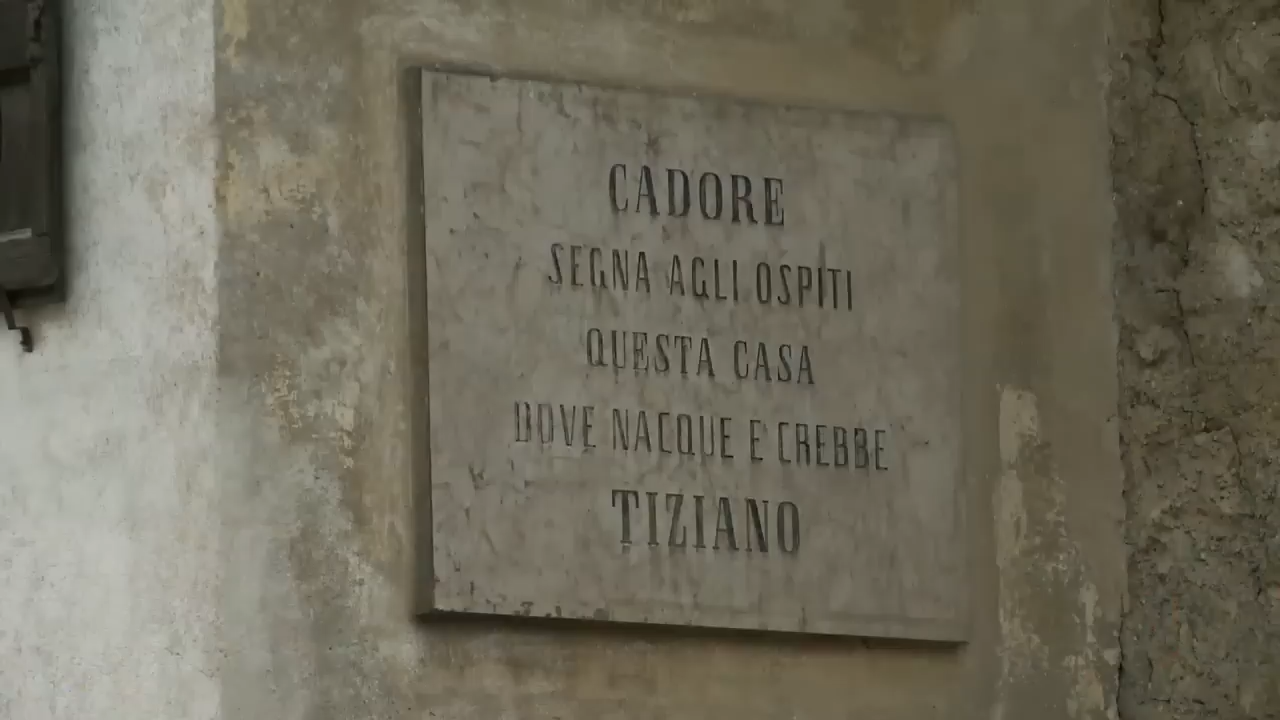 CADORE
SEGNA AGLI OSPITI
QUESTA CASA
DOVE NACQUE E CREBBE
TIZIANO